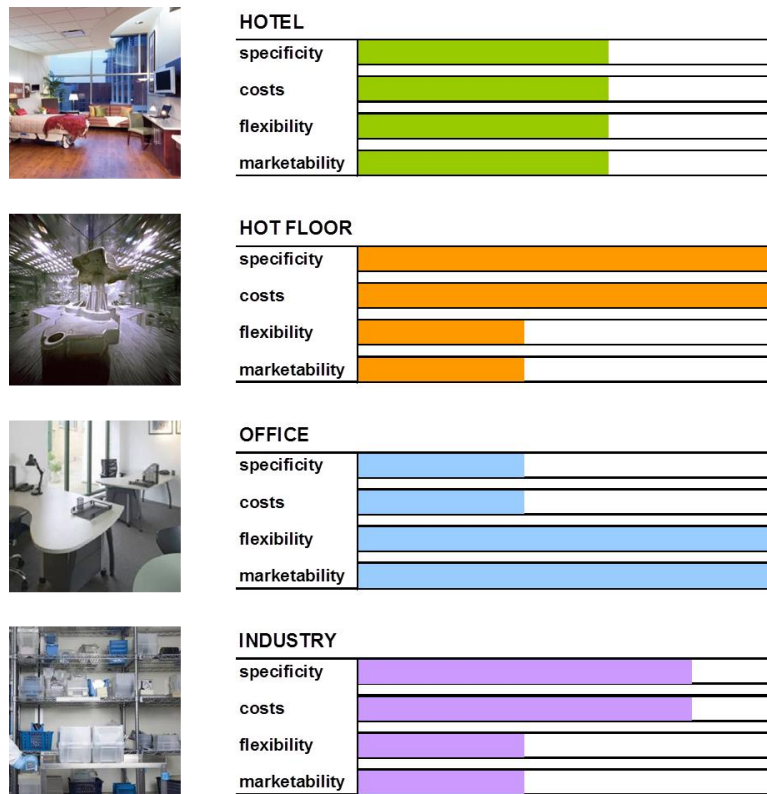 HOTEL
specificity
costs
flexibility
marketability
HOT FLOOR
specificity
costs
flexibility
marketability
OFFICE
specificity
costs
flexibility
marketability
INDUSTRY
specificity
costs
flexibility
marketability